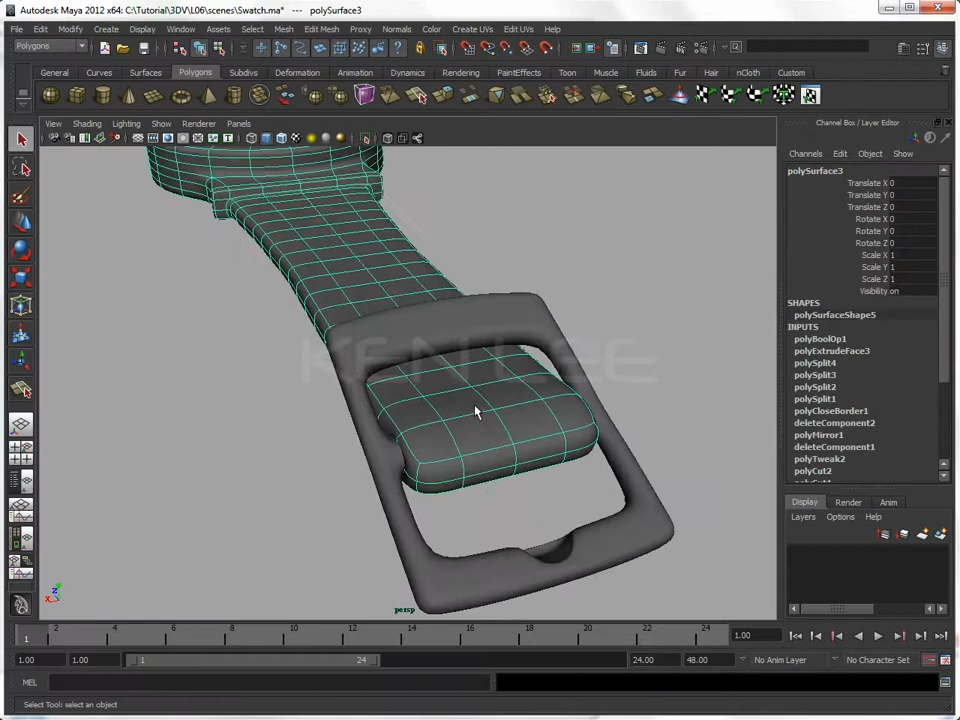 Autodesk Maya 2012 x64: C:\Tutorial\3DV\L06\scenes\Swatch.ma* --- polySurface3
File Edit Modify Create Display Window Assets Select Mesh Edit Mesh Proxy Normals Color Create UVs Edit UVs Help
Polygons
General Curves Surfaces Polygons Subdivs Deformation Animation Dynamics Rendering PaintEffects Toon Muscle Fluids Fur Hair nCloth Custom
View Shading Lighting Show Renderer Panels
Channel Box / Layer Editor
Channels Edit Object Show
polySurface3
Translate X 0
Translate Y 0
Translate Z 0
Rotate X 0
Rotate Y 0
Rotate Z 0
Scale X 1
Scale Y 1
Scale Z 1
Visibility on
SHAPES
polySurfaceShape5
INPUTS
polyBoolOp1
polyExtrudeFace3
polySplit4
polySplit3
polySplit2
polySplit1
polyCloseBorder1
deleteComponent2
polyMirror1
deleteComponent1
polyTweak2
polyCut2
KEN LEE
Display Render Anim
Layers Options Help
persp
1 2 4 6 8 10 12 14 16 18 20 22 24 1.00
1.00 1.00 1 24 24.00 48.00 No Anim Layer No Character Set
MEL
Select Tool: select an object